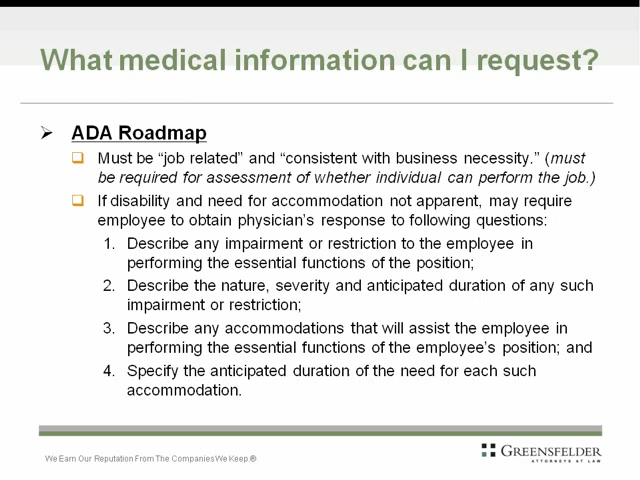 What medical information can I request?
ADA Roadmap
Must be “job related” and “consistent with business necessity.” (must
be required for assessment of whether individual can perform the job.)
If disability and need for accommodation not apparent, may require
employee to obtain physician’s response to following questions:
1. Describe any impairment or restriction to the employee in
performing the essential functions of the position;
2. Describe the nature, severity and anticipated duration of any such
impairment or restriction;
3. Describe any accommodations that will assist the employee in
performing the essential functions of the employee’s position; and
4. Specify the anticipated duration of the need for each such
accommodation.
We Earn Our Reputation From The Companies We Keep.®
GREENSFELDER
ATTORNEYS AT LAW